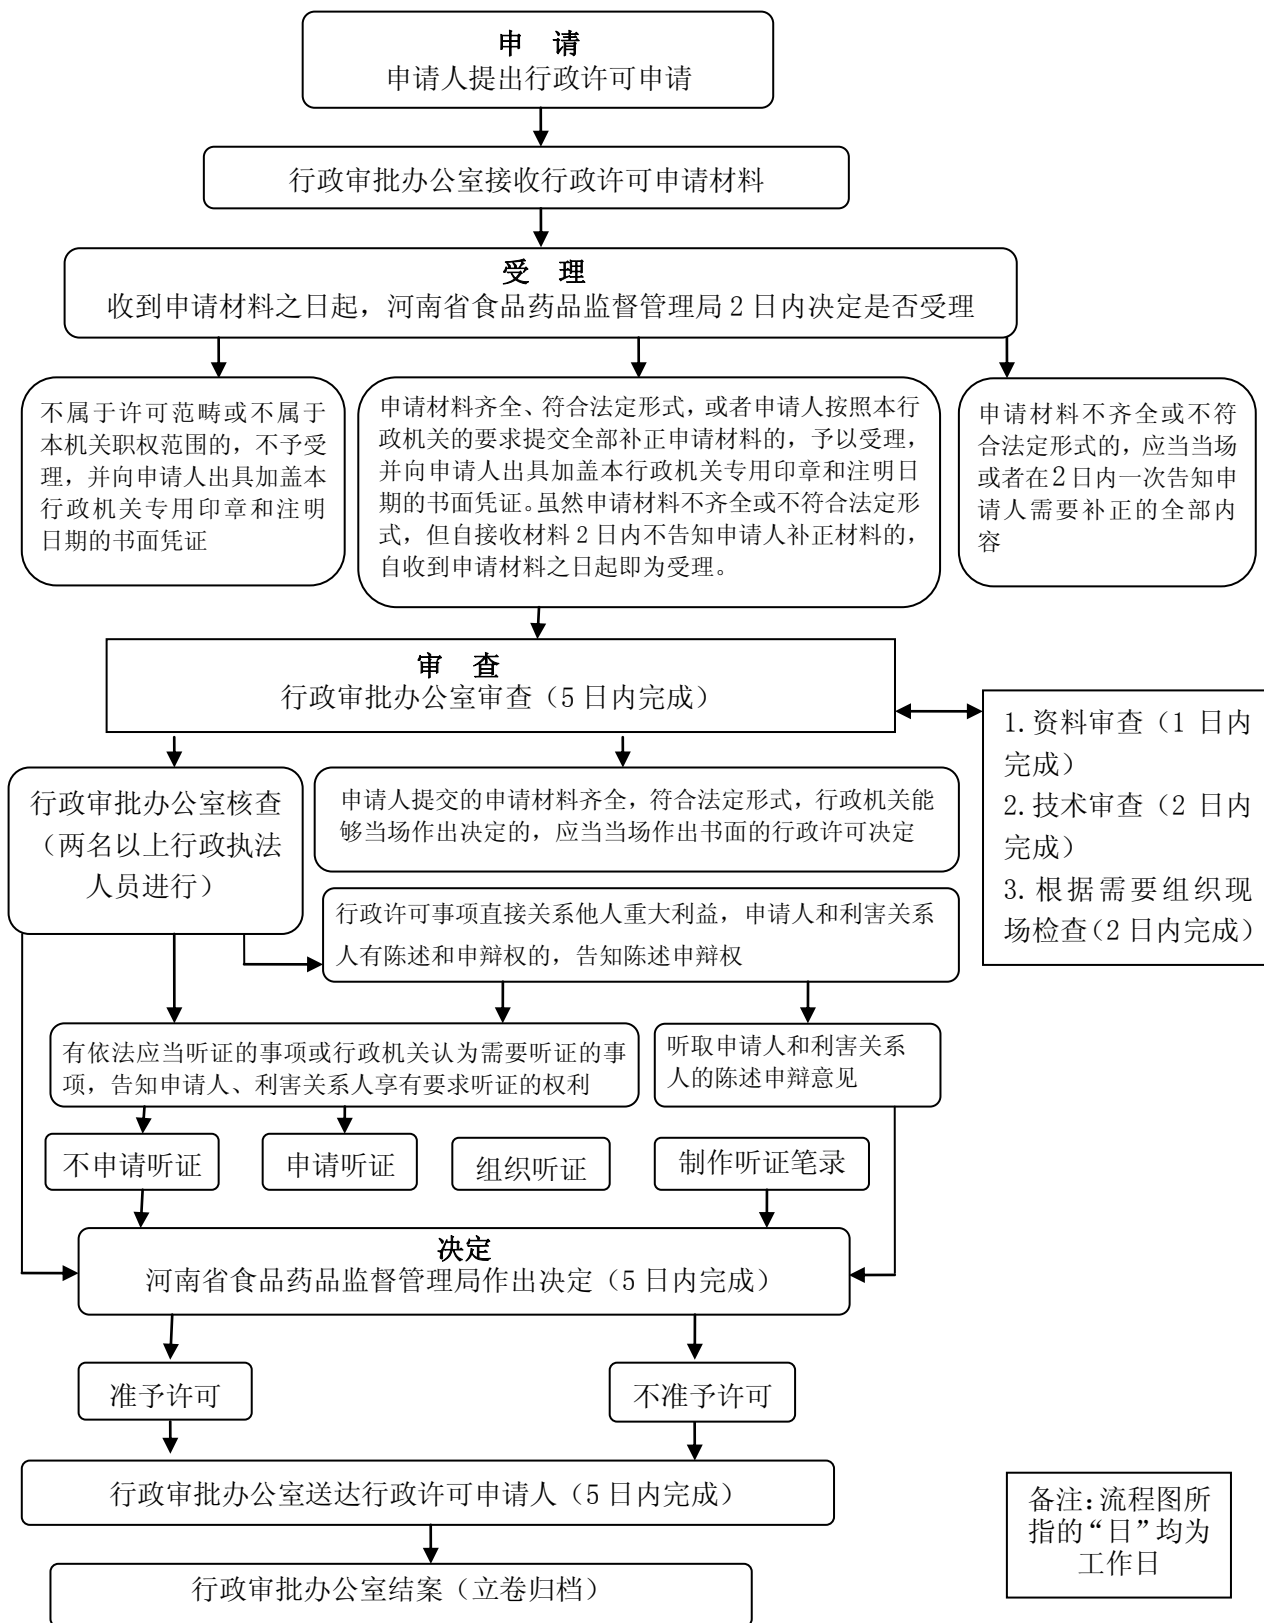 申 请
申请人提出行政许可申请
行政审批办公室接收行政许可申请材料
受 理
收到申请材料之日起，河南省食品药品监督管理局 2 日内决定是否受理
不属于许可范畴或不属于
本机关职权范围的，不予受
理，并向申请人出具加盖本
行政机关专用印章和注明
日期的书面凭证
申请材料齐全、符合法定形式，或者申请人按照本行
政机关的要求提交全部补正申请材料的，予以受理，
并向申请人出具加盖本行政机关专用印章和注明日
期的书面凭证。虽然申请材料不齐全或不符合法定形
式，但自接收材料 2 日内不告知申请人补正材料的，
自收到申请材料之日起即为受理。
申请材料不齐全或不符
合法定形式的，应当当场
或者在2日内一次告知申
请人需要补正的全部内
容
审 查
行政审批办公室审查（5 日内完成）
1.资料审查（1 日内
完成）
2.技术审查（2 日内
完成）
3.根据需要组织现
场检查（2 日内完成）
行政审批办公室核查
（两名以上行政执法
人员进行）
申请人提交的申请材料齐全，符合法定形式，行政机关能
够当场作出决定的，应当当场作出书面的行政许可决定
行政许可事项直接关系他人重大利益，申请人和利害关系
人有陈述和申辩权的，告知陈述申辩权
有依法应当听证的事项或行政机关认为需要听证的事
项，告知申请人、利害关系人享有要求听证的权利
听取申请人和利害关系
人的陈述申辩意见
不申请听证
申请听证
组织听证
制作听证笔录
决定
河南省食品药品监督管理局作出决定（5 日内完成）
准予许可
不准予许可
行政审批办公室送达行政许可申请人（5 日内完成）
行政审批办公室结案（立卷归档）
备注：流程图所
指的“日”均为
工作日